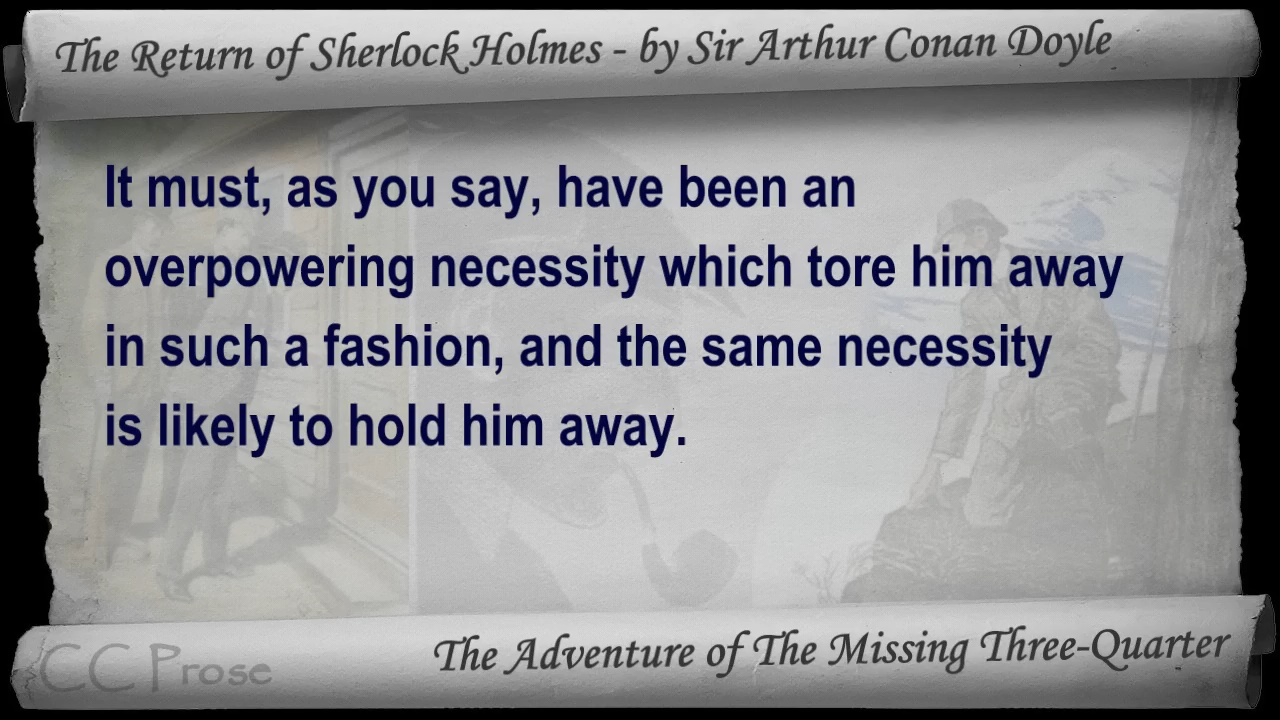 The Return of Sherlock Holmes - by Sir Arthur Conan Doyle
It must, as you say, have been an
overpowering necessity which tore him away
in such a fashion, and the same necessity
is likely to hold him away.
CC Prose
The Adventure of The Missing Three-Quarter